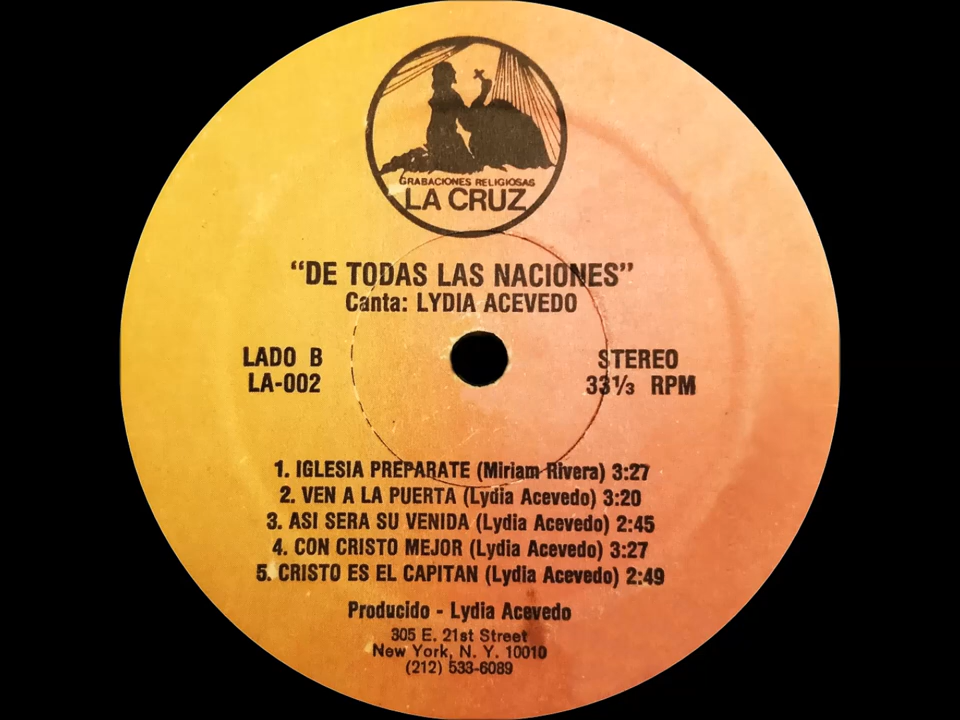 GRABACIONES RELIGIOSAS
LA CRUZ
“DE TODAS LAS NACIONES”
Canta: LYDIA ACEVEDO
LADO B
LA-002
STEREO
33⅓ RPM
1. IGLESIA PREPARATE (Miriam Rivera) 3:27
2. VEN A LA PUERTA (Lydia Acevedo) 3:20
3. ASI SERA SU VENIDA (Lydia Acevedo) 2:45
4. CON CRISTO MEJOR (Lydia Acevedo) 3:27
5. CRISTO ES EL CAPITAN (Lydia Acevedo) 2:49
Producido - Lydia Acevedo
305 E. 21st Street
New York, N. Y. 10010
(212) 533-6089